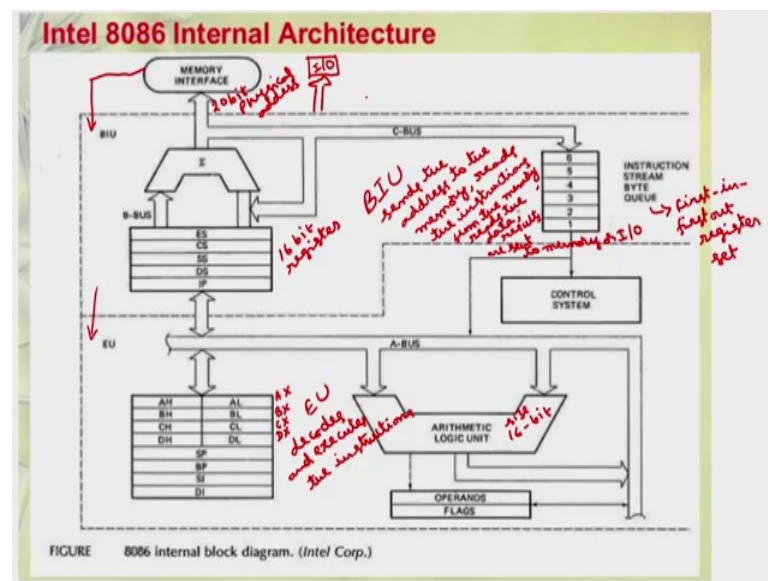 Intel 8086 Internal Architecture
MEMORY
INTERFACE
I/O
20 bit
physical
address
BIU
C-BUS
Σ
B-BUS
ES
CS
SS
DS
IP
16 bit
register
BIU
sends the
address to the
memory, reads
the instruction
from the memory,
reads the
data,
results
are sent
to memory or I/O
6
5
4
3
2
1
INSTRUCTION
STREAM
BYTE
QUEUE
First-in-
first out
register
set
CONTROL
SYSTEM
EU
A-BUS
AH AL AX
BH BL BX
CH CL CX
DH DL DX
SP
BP
SI
DI
EU
decodes
and executes
the instructions
ARITHMETIC
LOGIC UNIT
size
16-bit
OPERANDS
FLAGS
FIGURE 8086 internal block diagram. (Intel Corp.)